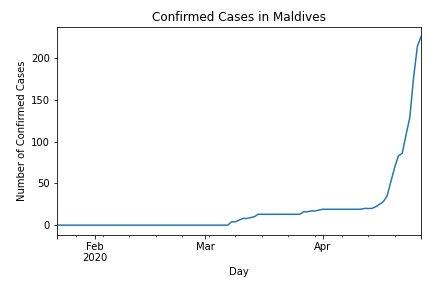 Confirmed Cases in Maldives
Number of Confirmed Cases
200
150
100
50
0
Feb
2020
Mar
Apr
Day